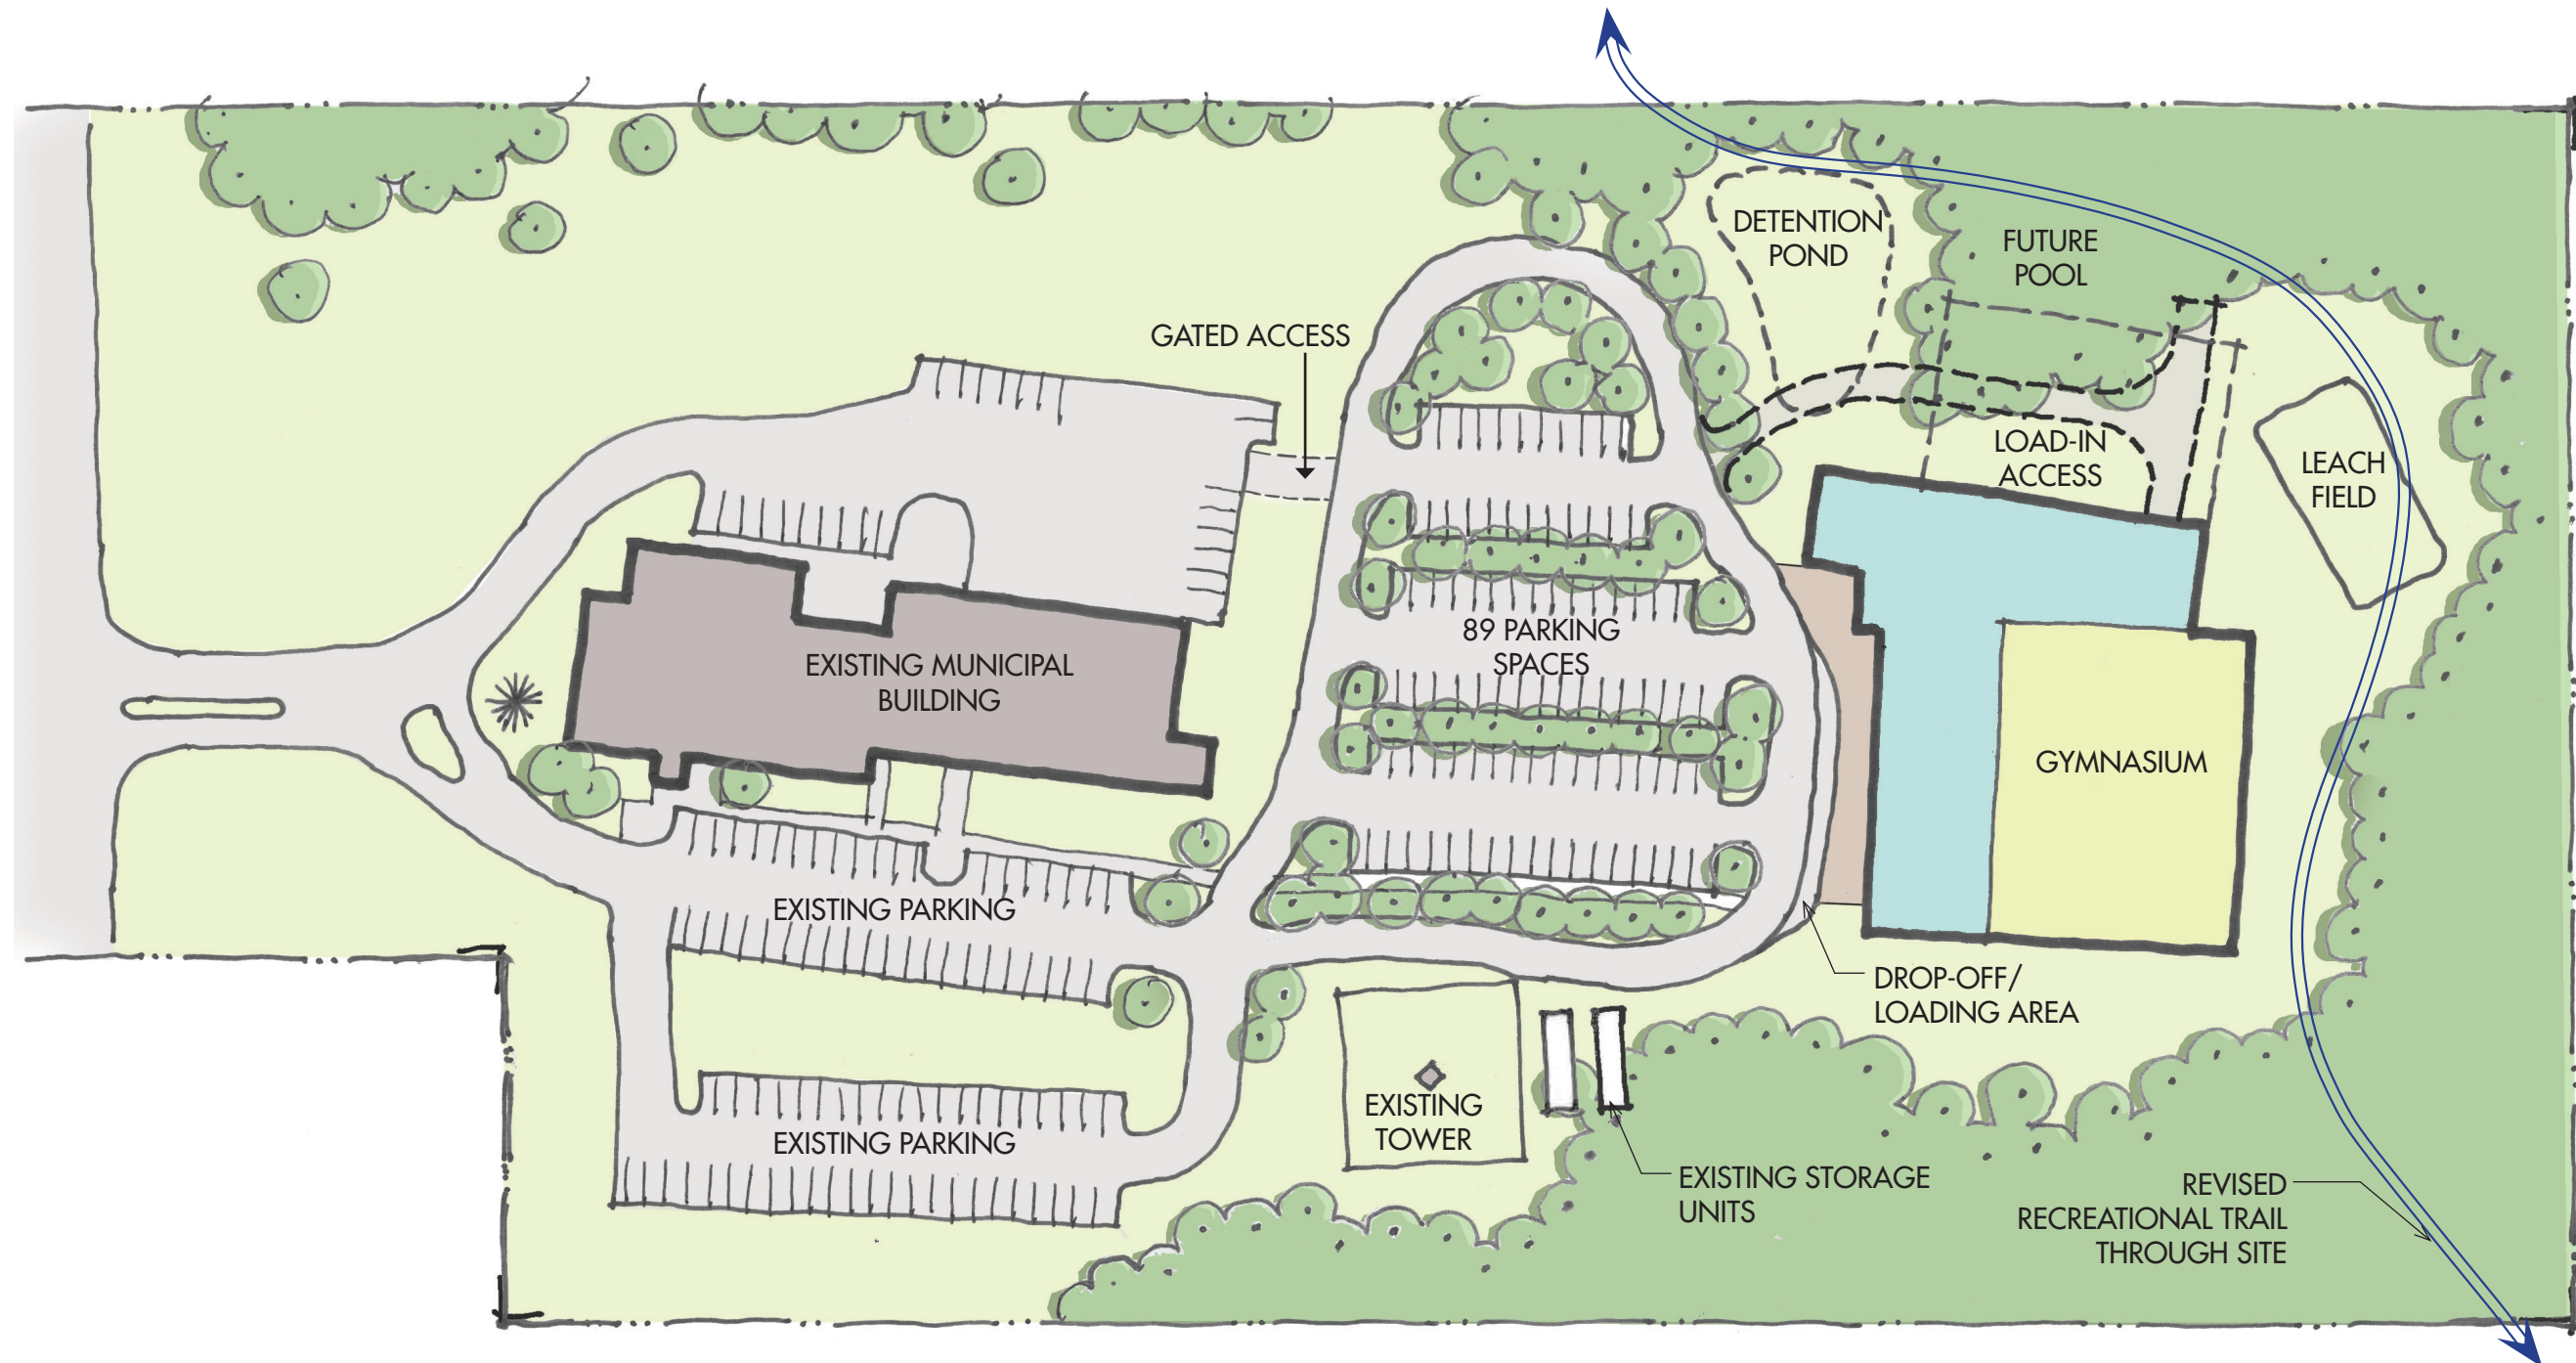 DETENTION
POND
FUTURE
POOL
GATED ACCESS
LOAD-IN
ACCESS
LEACH
FIELD
89 PARKING
SPACES
EXISTING MUNICIPAL
BUILDING
GYMNASIUM
EXISTING PARKING
DROP-OFF/
LOADING AREA
EXISTING
TOWER
EXISTING PARKING
EXISTING STORAGE
UNITS
REVISED
RECREATIONAL TRAIL
THROUGH SITE